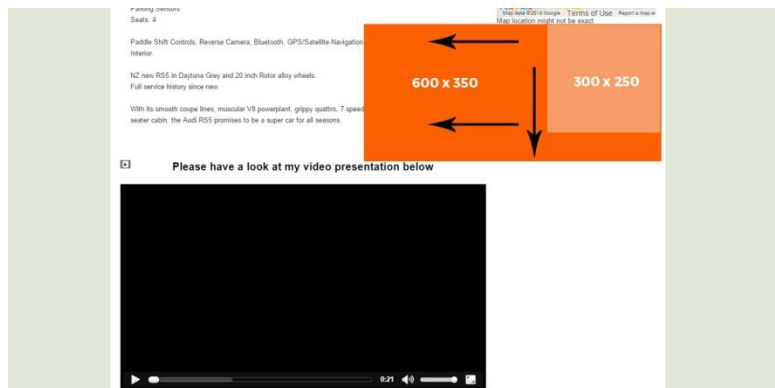 Parking Sensors
Seats: 4
Map data ©2016 Google
Terms of Use
Report a map er
Map location might not be exact
Paddle Shift Controls, Reverse Camera, Bluetooth, GPS/Satellite Navigation,
Interior.
NZ new RS5 in Daytona Grey and 20 inch Rotor alloy wheels.
Full service history since new.
With its smooth coupe lines, muscular V8 powerplant, grippy quattro, 7 speed
seater cabin, the Audi RS5 promises to be a super car for all seasons.
600 x 350
300 x 250
Please have a look at my video presentation below
0:21